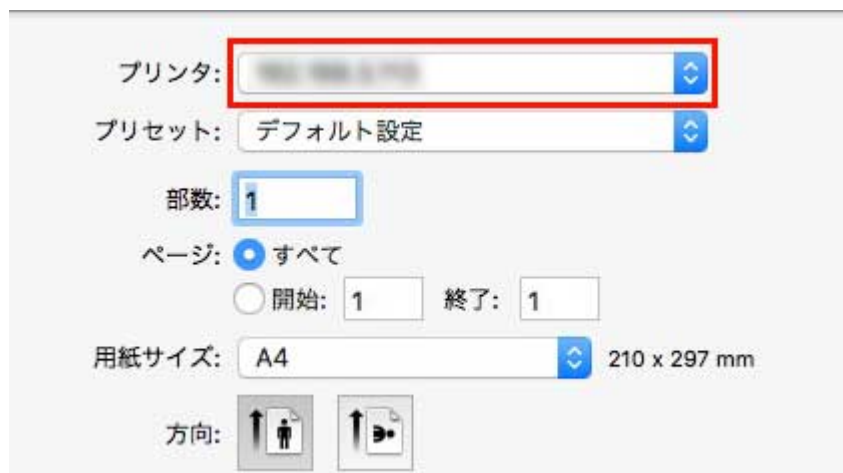 プリンタ:
プリセット: デフォルト設定
部数: 1
ページ: すべて
開始: 1 終了: 1
用紙サイズ: A4 210 x 297 mm
方向: